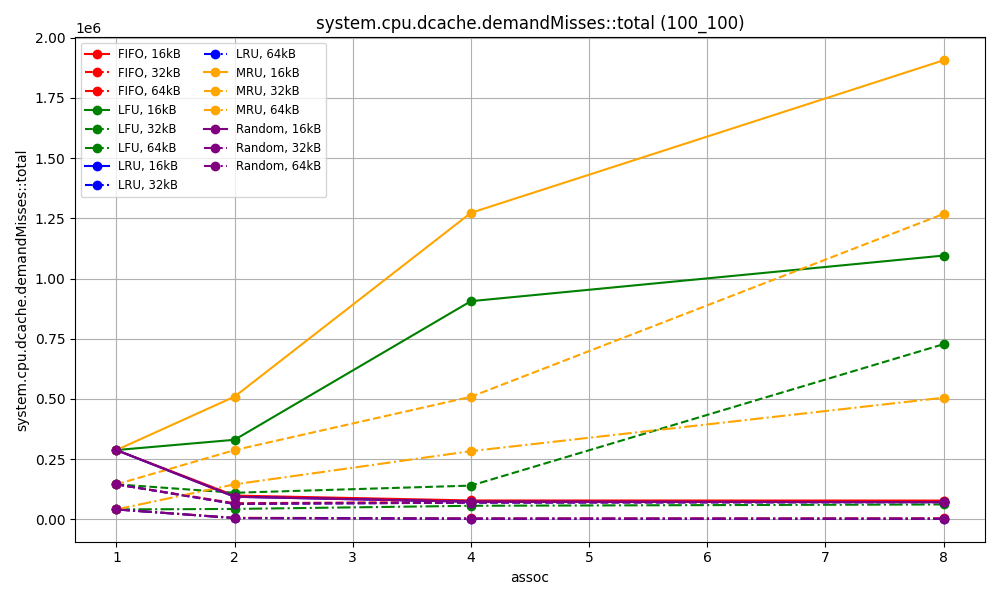 system.cpu.dcache.demandMisses::total (100_100)
1e6
2.00
1.75
1.50
1.25
1.00
0.75
0.50
0.25
0.00
system.cpu.dcache.demandMisses::total
FIFO, 16kB
FIFO, 32kB
FIFO, 64kB
LFU, 16kB
LFU, 32kB
LFU, 64kB
LRU, 16kB
LRU, 32kB
LRU, 64kB
MRU, 16kB
MRU, 32kB
MRU, 64kB
Random, 16kB
Random, 32kB
Random, 64kB
1 2 3 4 5 6 7 8
assoc